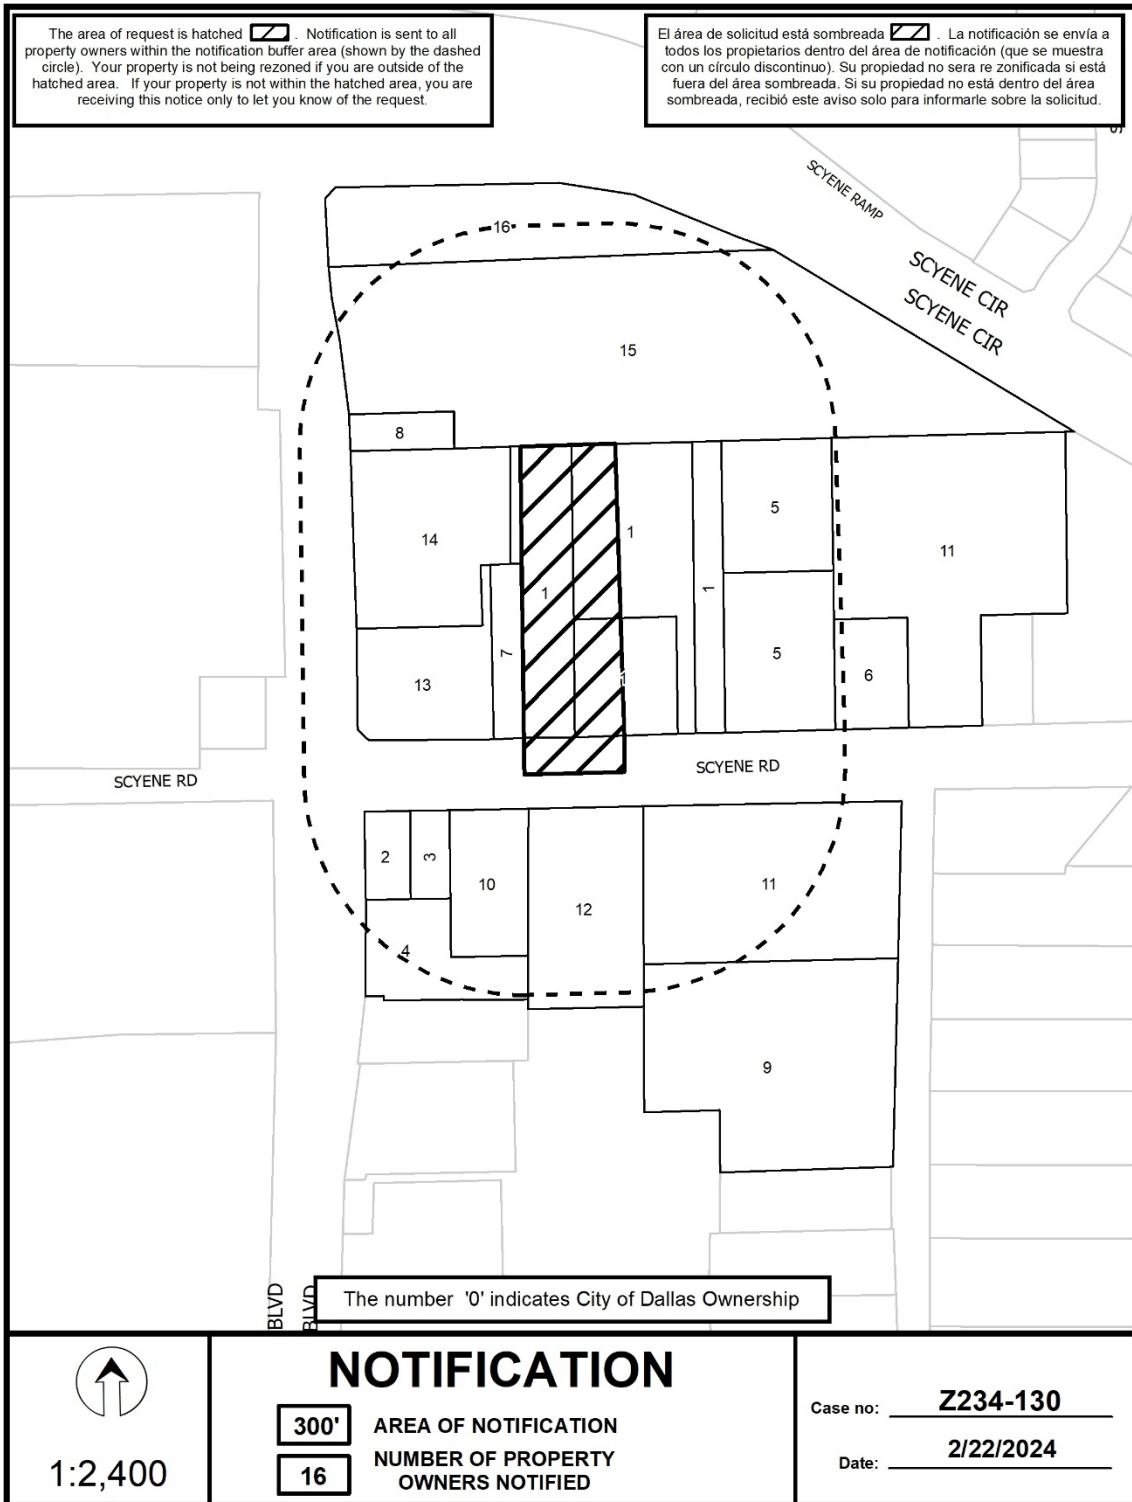 The area of request is hatched . Notification is sent to all
property owners within the notification buffer area (shown by the dashed
circle). Your property is not being rezoned if you are outside of the
hatched area. If your property is not within the hatched area, you are
receiving this notice only to let you know of the request.
El área de solicitud está sombreada . La notificación se envía a
todos los propietarios dentro del área de notificación (que se muestra
con un círculo discontinuo). Su propiedad no sera re zonificada si está
fuera del área sombreada. Si su propiedad no está dentro del área
sombreada, recibió este aviso solo para informarle sobre la solicitud.
SCYENE RAMP
16
SCYENE CIR
SCYENE CIR
15
8
5
14
1
11
1
1
7
5
6
13
1
SCYENE RD
SCYENE RD
2
3
10
11
12
4
9
BLVD
BLVD
The number '0' indicates City of Dallas Ownership
1:2,400
NOTIFICATION
300' AREA OF NOTIFICATION
16 NUMBER OF PROPERTY
OWNERS NOTIFIED
Case no: Z234-130
Date: 2/22/2024